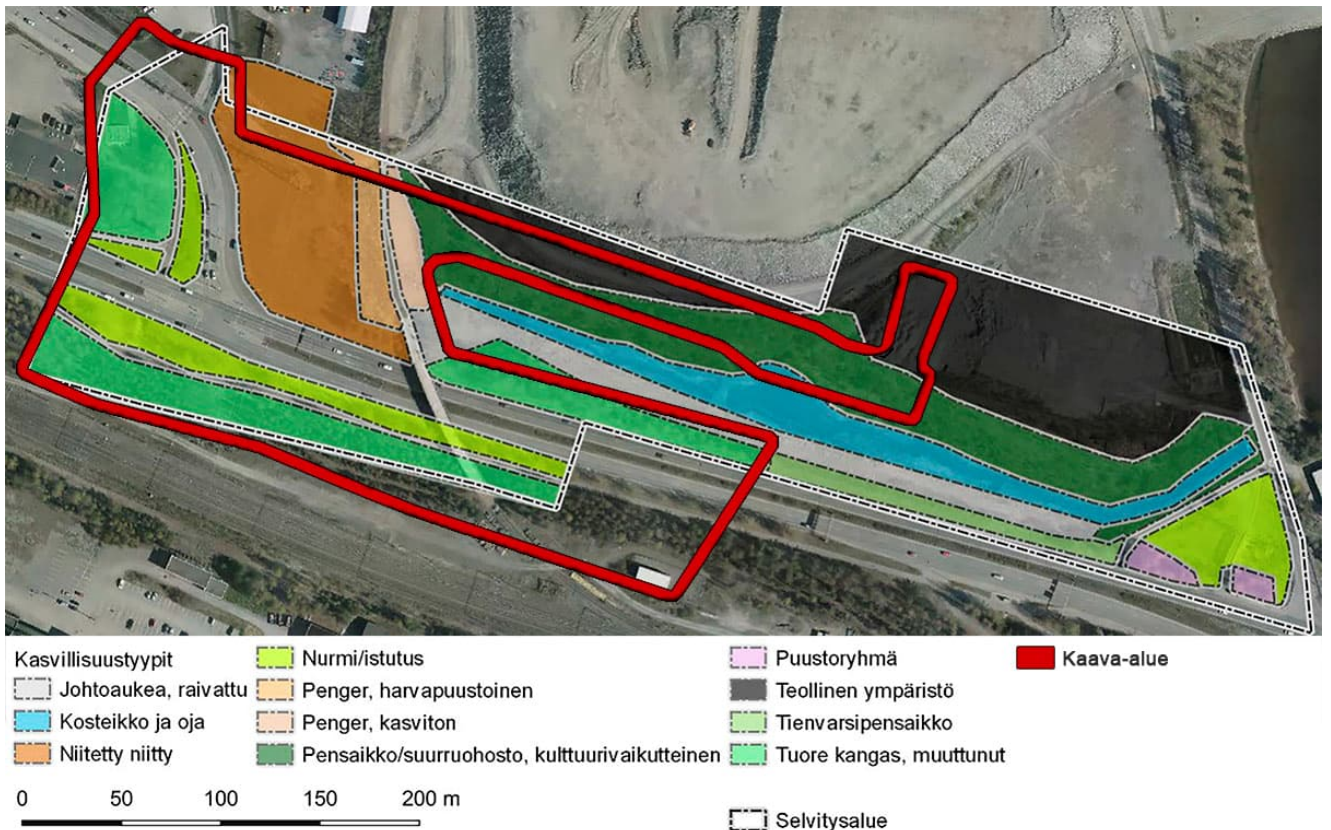 Kasvillisuustyypit
Johtoaukea, raivattu
Kosteikko ja oja
Niitetty niitty
Nurmi/istutus
Penger, harvapuustoinen
Penger, kasviton
Pensaikko/suurruohosto, kulttuurivaikutteinen
Puustoryhmä
Teollinen ympäristö
Tienvarsipensaikko
Tuore kangas, muuttunut
Kaava-alue
Selvitysalue
0 50 100 150 200 m